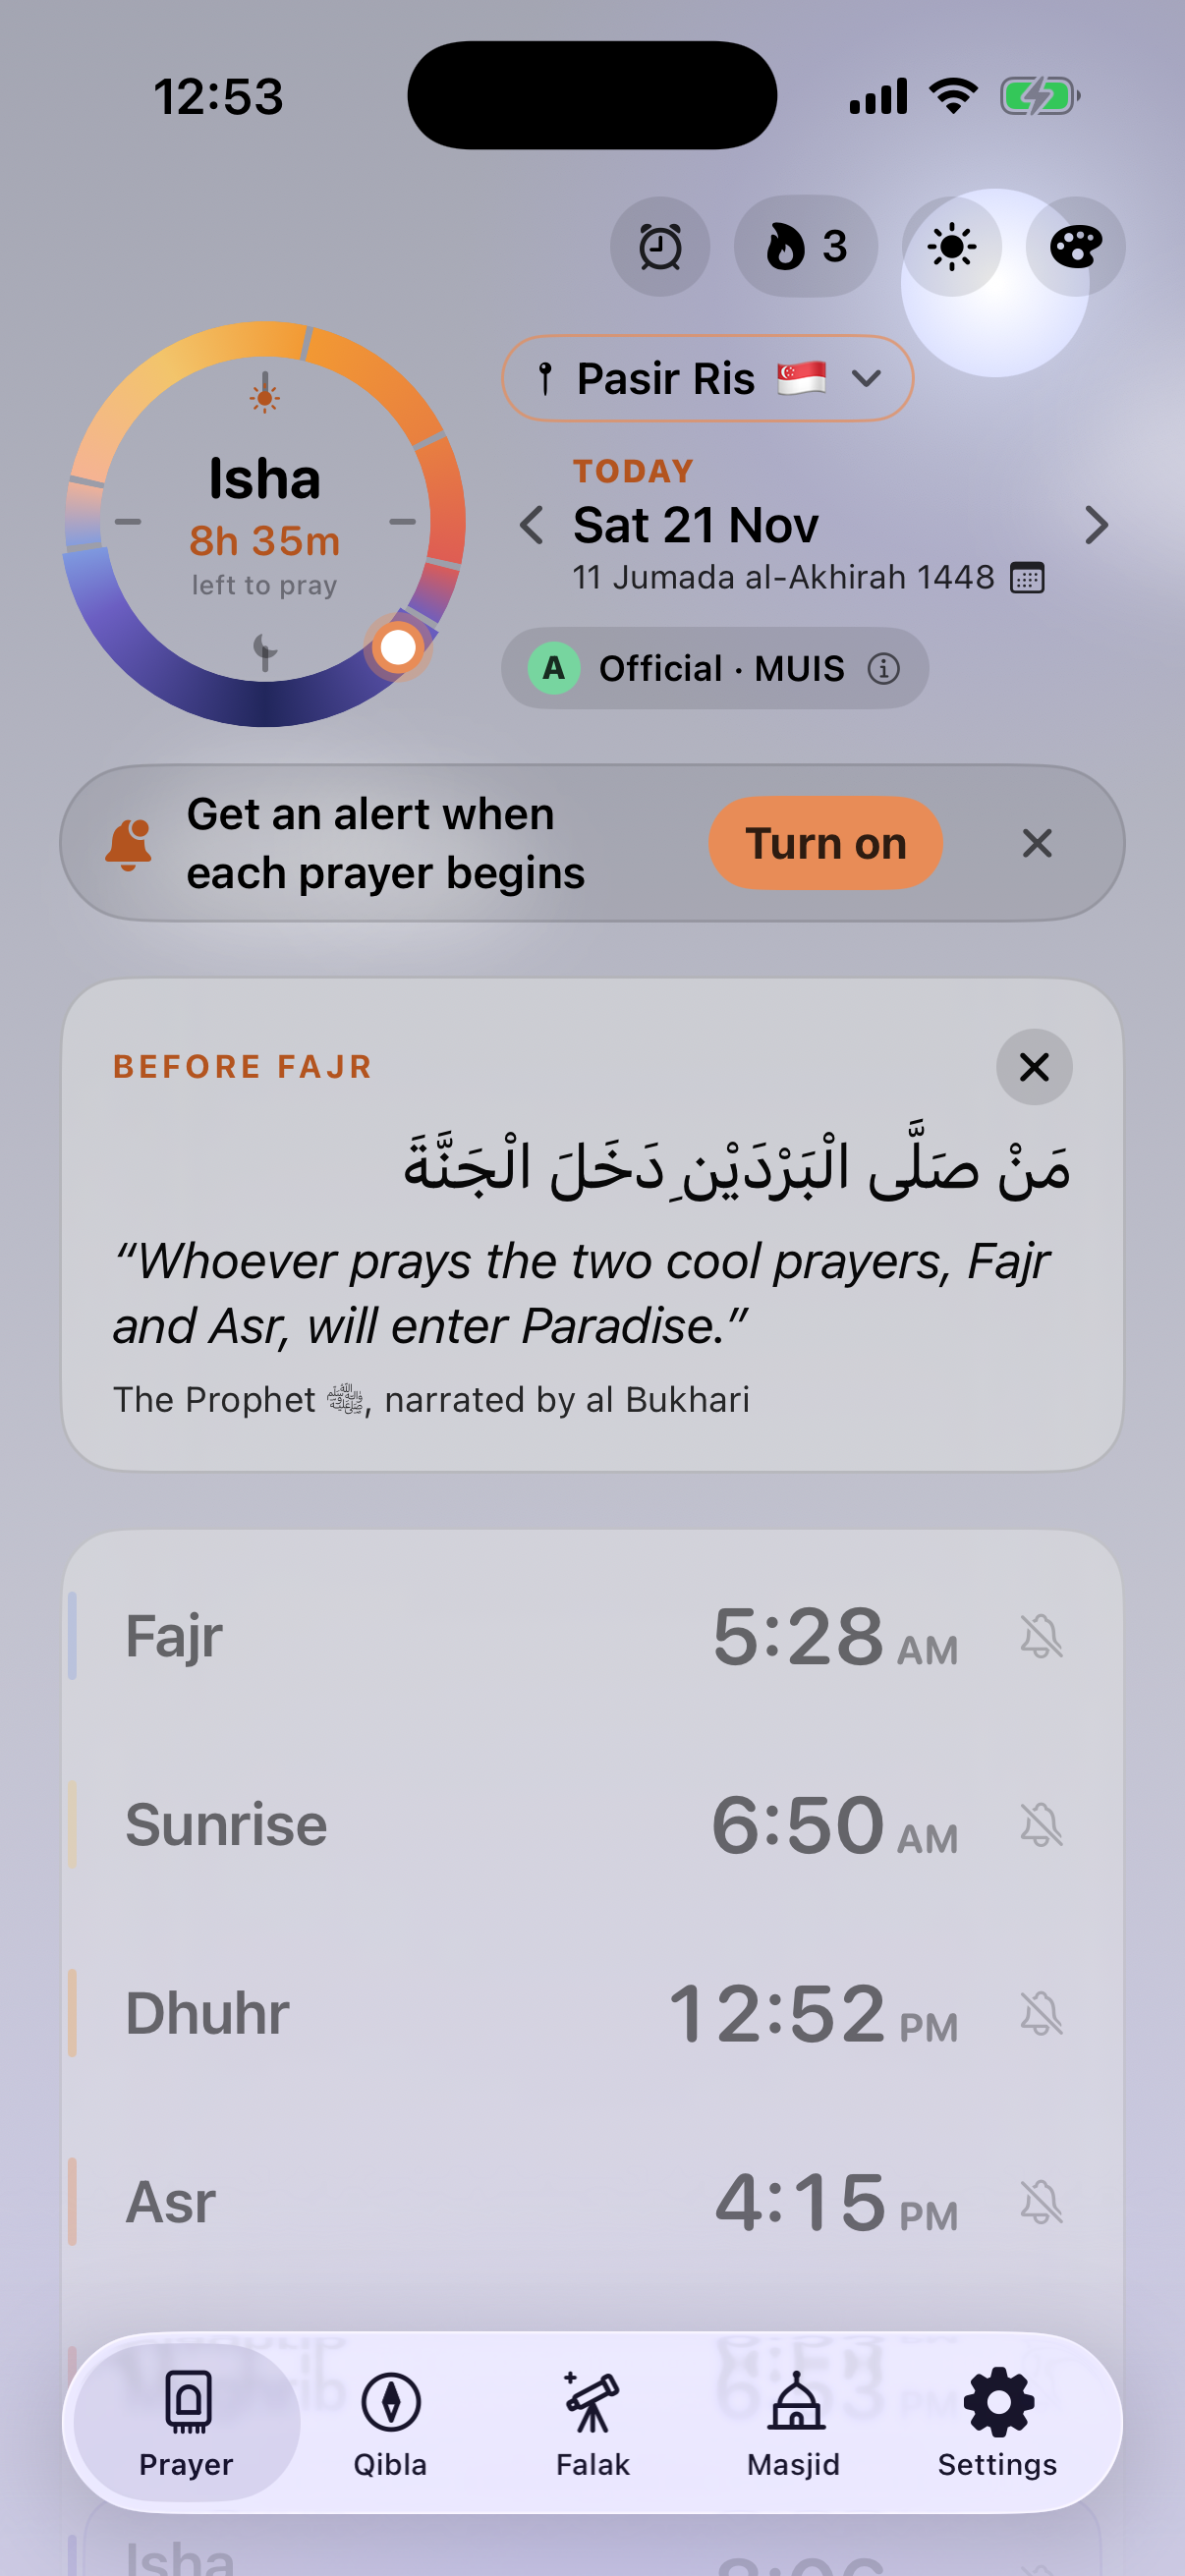 12:53
3
Pasir Ris 🇸🇬
Isha
8h 35m
left to pray
TODAY
Sat 21 Nov
11 Jumada al-Akhirah 1448
A Official · MUIS
Get an alert when
each prayer begins
Turn on
BEFORE FAJR
مَنْ صَلَّى الْبَرْدَيْنِ دَخَلَ الْجَنَّةَ
“Whoever prays the two cool prayers, Fajr
and Asr, will enter Paradise.”
The Prophet ﷺ, narrated by al Bukhari
Fajr 5:28 AM
Sunrise 6:50 AM
Dhuhr 12:52 PM
Asr 4:15 PM
Prayer Qibla Falak Masjid Settings
Isha